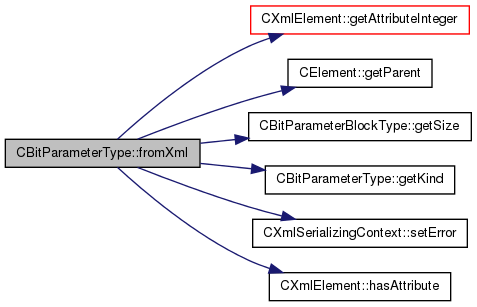 CBitParameterType::fromXml
CXmlElement::getAttributeInteger
CElement::getParent
CBitParameterBlockType::getSize
CBitParameterType::getKind
CXmlSerializingContext::setError
CXmlElement::hasAttribute